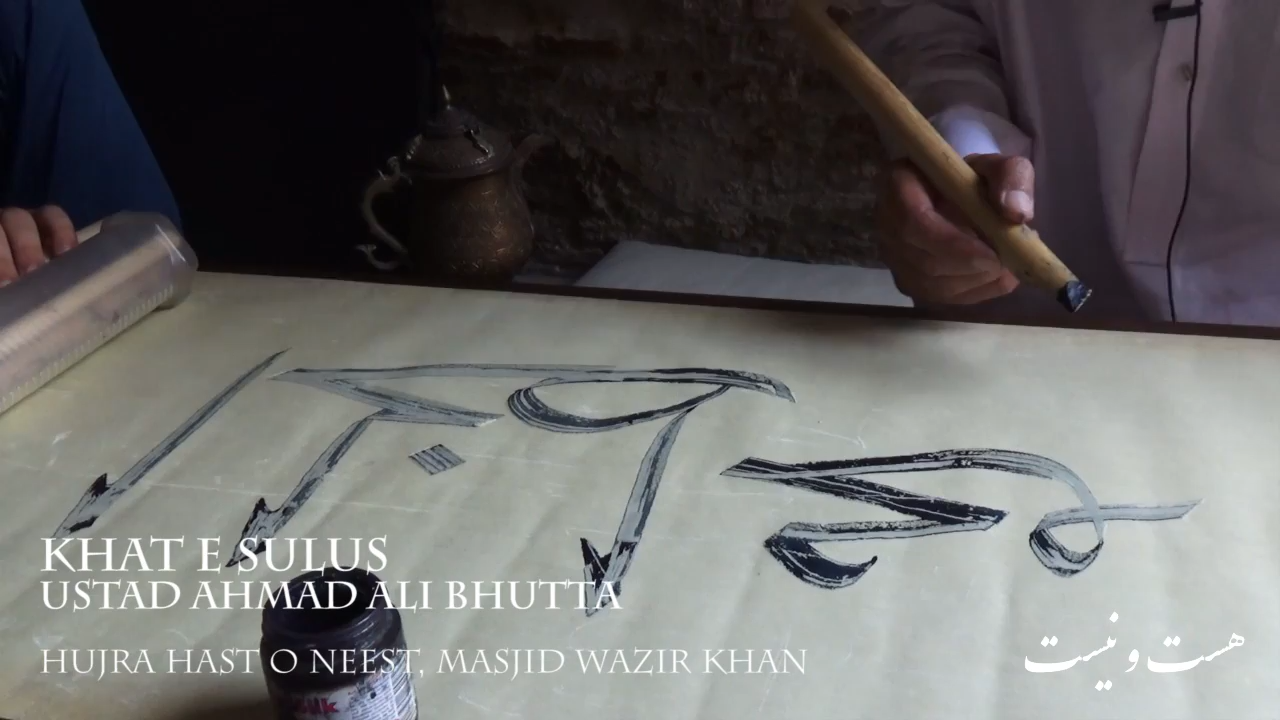 KHAT E SULUS
USTAD AHMAD ALI BHUTTA
HUJRA HAST O NEEST, MASJID WAZIR KHAN
هست و نیست